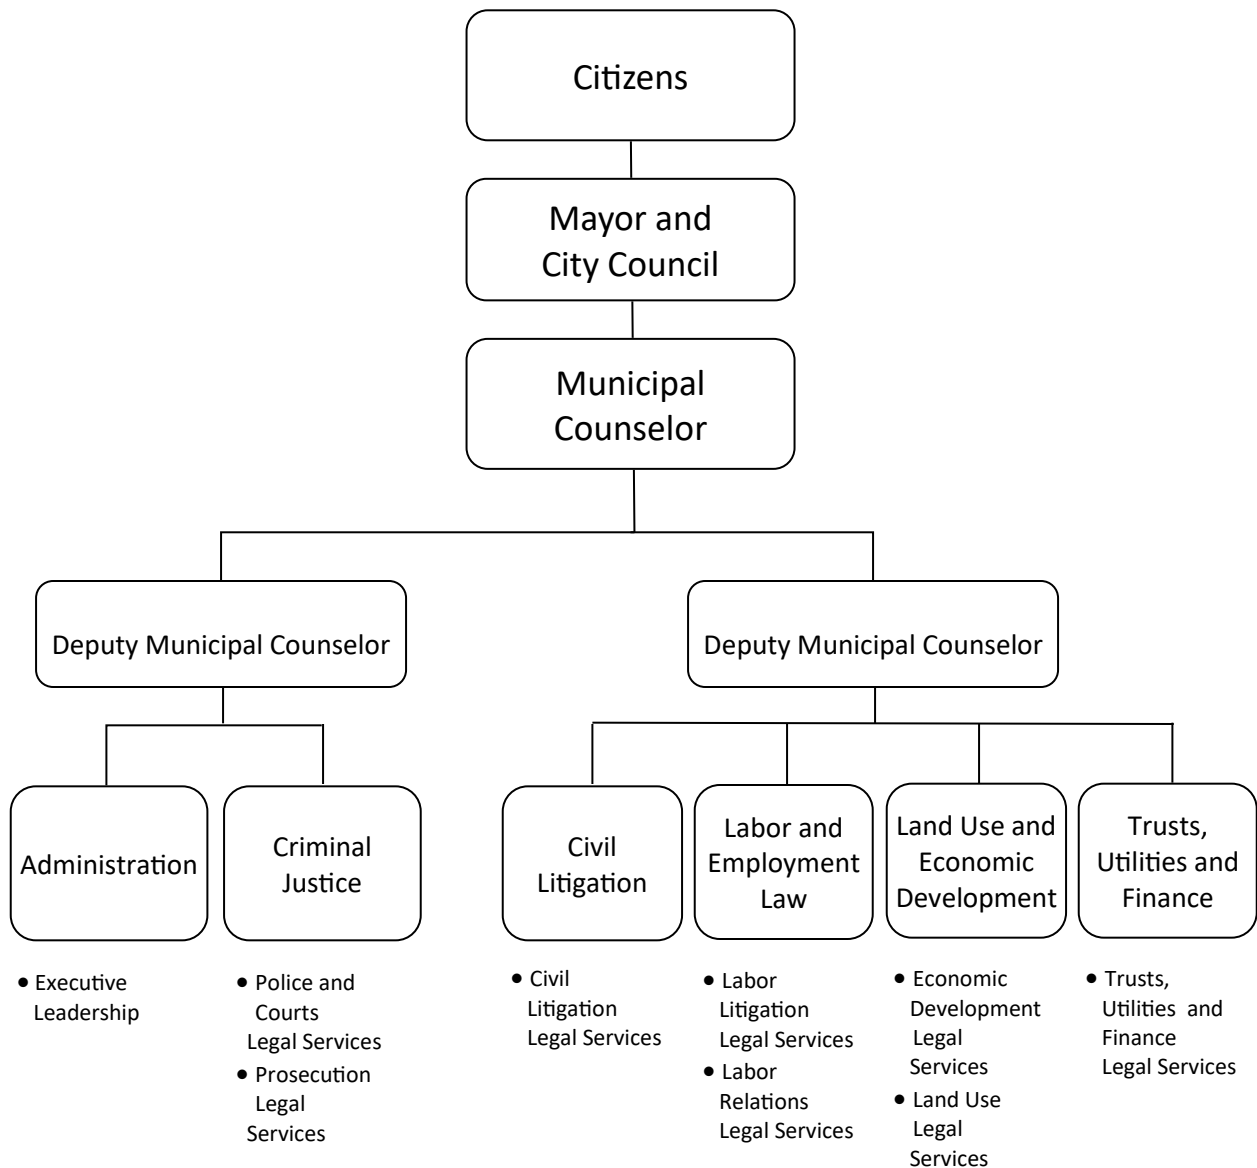 Citizens
Mayor and
City Council
Municipal
Counselor
Deputy Municipal Counselor
Deputy Municipal Counselor
Administration
Criminal
Justice
Civil
Litigation
Labor and
Employment
Law
Land Use and
Economic
Development
Trusts,
Utilities and
Finance
• Executive
Leadership
• Police and
Courts
Legal Services
• Prosecution
Legal
Services
• Civil
Litigation
Legal Services
• Labor
Litigation
Legal Services
• Labor
Relations
Legal Services
• Economic
Development
Legal
Services
• Land Use
Legal
Services
• Trusts,
Utilities and
Finance
Legal Services